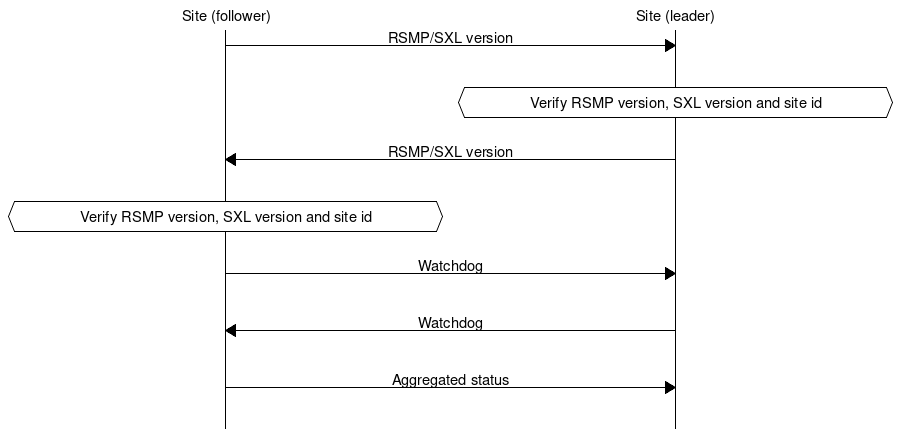 Site (follower)
Site (leader)
RSMP/SXL version
Verify RSMP version, SXL version and site id
RSMP/SXL version
Verify RSMP version, SXL version and site id
Watchdog
Watchdog
Aggregated status